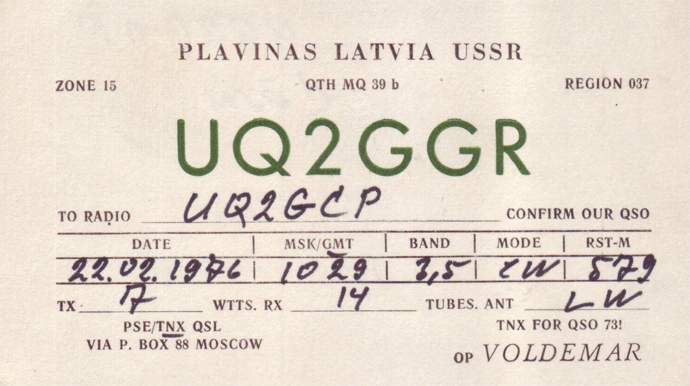 PLAVINAS LATVIA USSR
ZONE 15 QTH MQ 39 b REGION 037
UQ2GGR
TO RADIO UQ2GCP CONFIRM OUR QSO
DATE MSK/GMT BAND MODE RST-M
22.02.1976 1029 3,5 CW 579
TX 17 WTTS. RX 14 TUBES. ANT LW
PSE/TNX QSL TNX FOR QSO 73!
VIA P. BOX 88 MOSCOW
OP VOLDEMAR